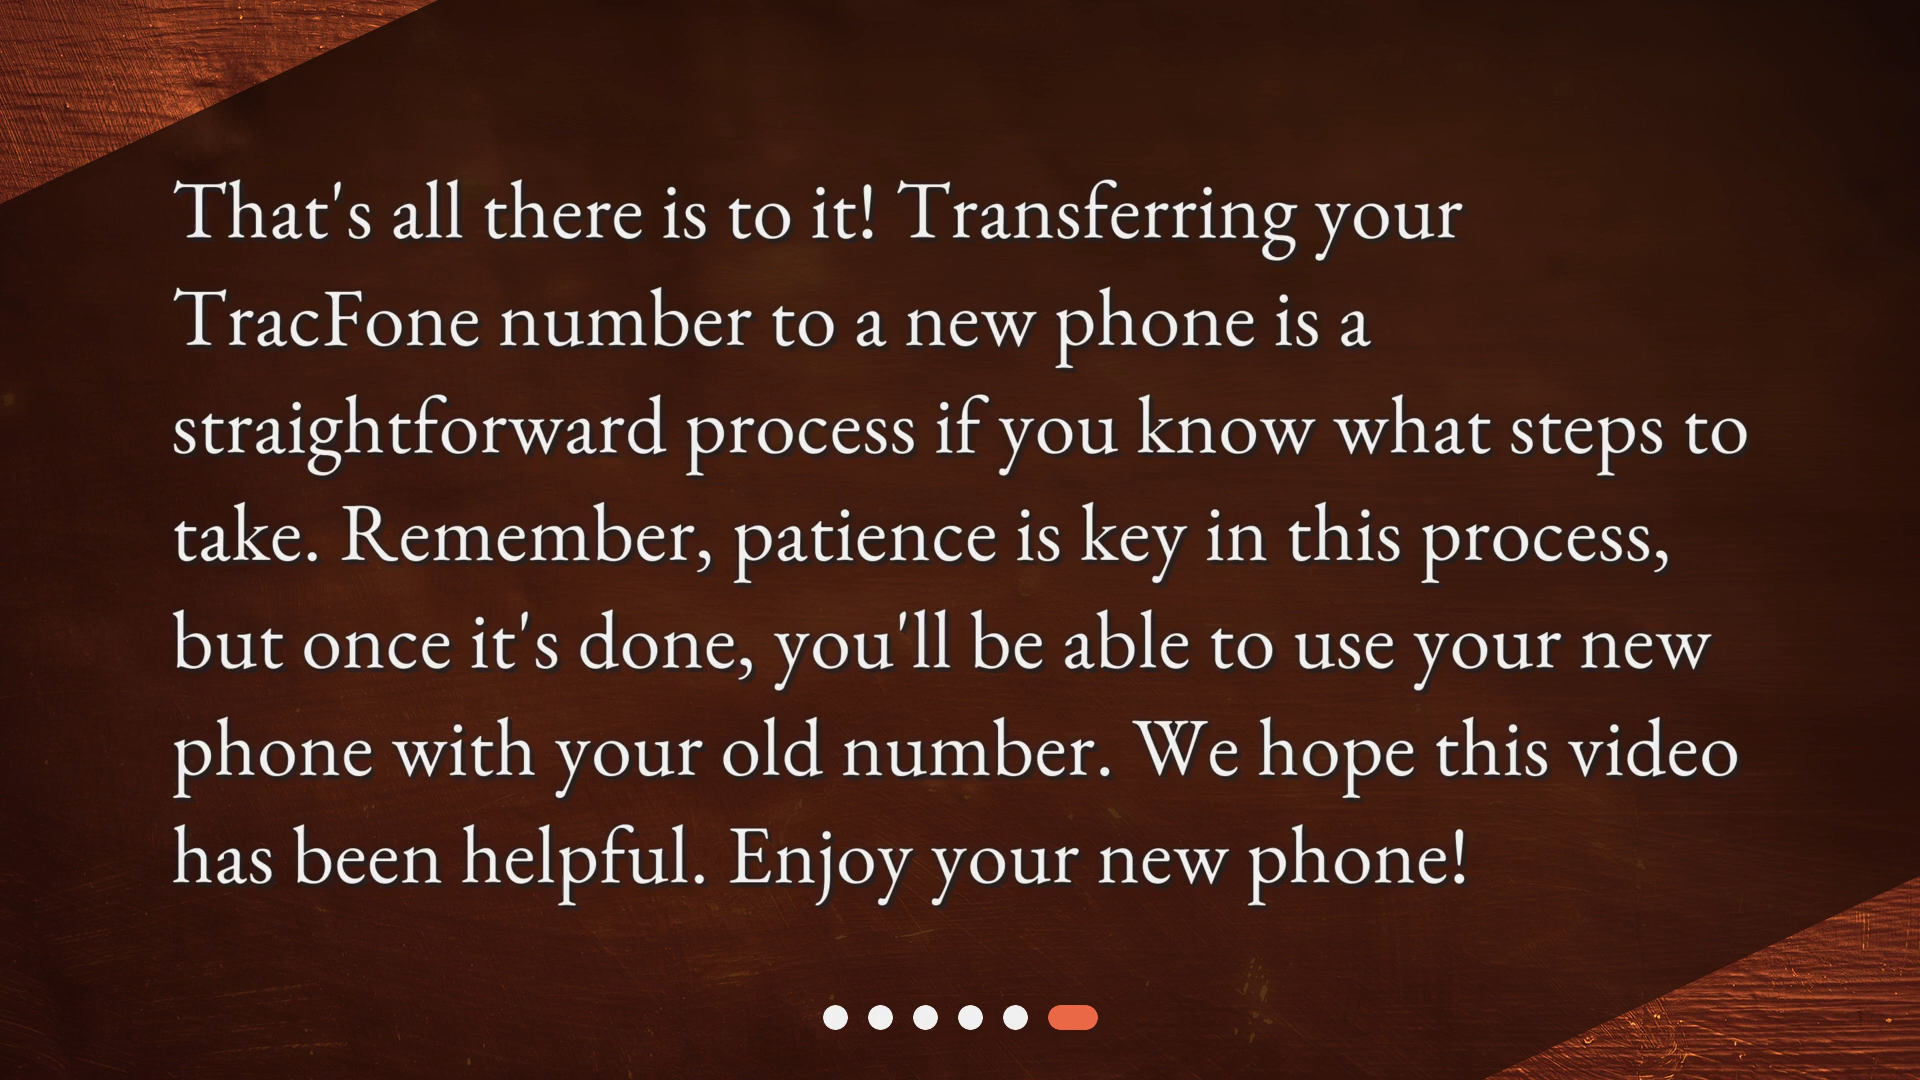 That's all there is to it! Transferring your
TracFone number to a new phone is a
straightforward process if you know what steps to
take. Remember, patience is key in this process,
but once it's done, you'll be able to use your new
phone with your old number. We hope this video
has been helpful. Enjoy your new phone!